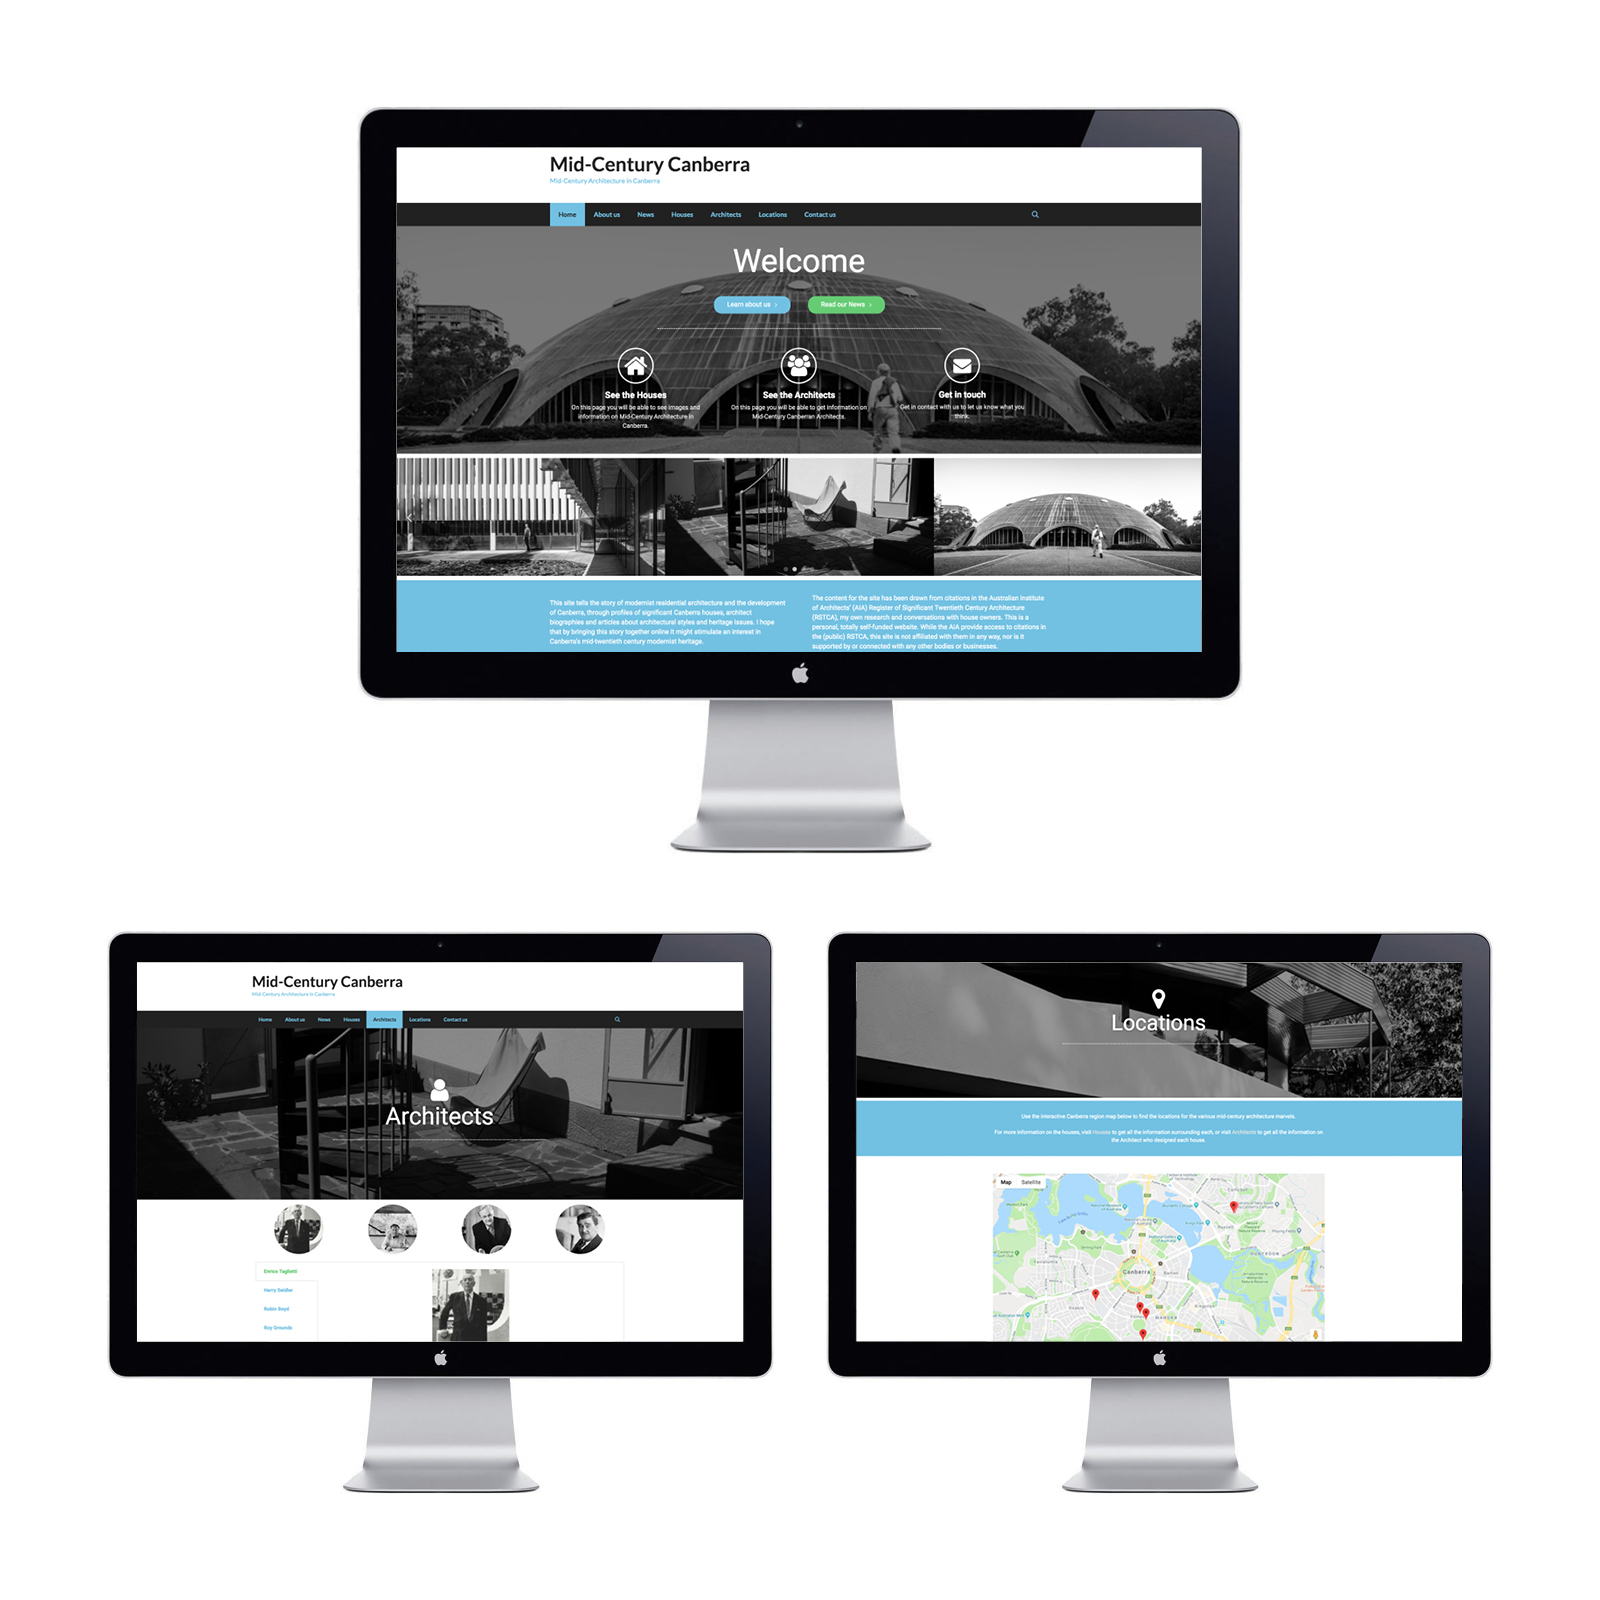 Mid-Century Canberra
Mid-Century Architecture in Canberra
Home About us News Houses Architects Locations Contact us
Welcome
Learn about us Read our News
See the Houses
On this page you will be able to see images and
information on Mid-Century Architecture in
Canberra.
See the Architects
On this page you will be able to get information on
Mid-Century Canberran Architects.
Get in touch
Get in contact with us to let us know what you
think.
This site tells the story of modernist residential architecture and the development
of Canberra, through profiles of significant Canberra houses, architect
biographies and articles about architectural styles and heritage issues. I hope
that by bringing this story together online it might stimulate an interest in
Canberra's mid-twentieth century modernist heritage.
The content for the site has been drawn from citations in the Australian Institute
of Architects' (AIA) Register of Significant Twentieth Century Architecture
(RSTCA), my own research and conversations with house owners. This is a
personal, totally self-funded website. While the AIA provide access to citations in
the (public) RSTCA, this site is not affiliated with them in any way, nor is it
supported by or connected with any other bodies or businesses.
Mid-Century Canberra
Mid-Century Architecture in Canberra
Home About us News Houses Architects Locations Contact us
Architects
Enrico Taglietti
Harry Seidler
Robin Boyd
Roy Grounds
Locations
Use the interactive Canberra region map below to find the locations for the various mid-century architecture marvels.
For more information on the houses, visit Houses to get all the information surrounding each, or visit Architects to get all the information on
the Architect who designed each house.
Map Satellite
Canberra